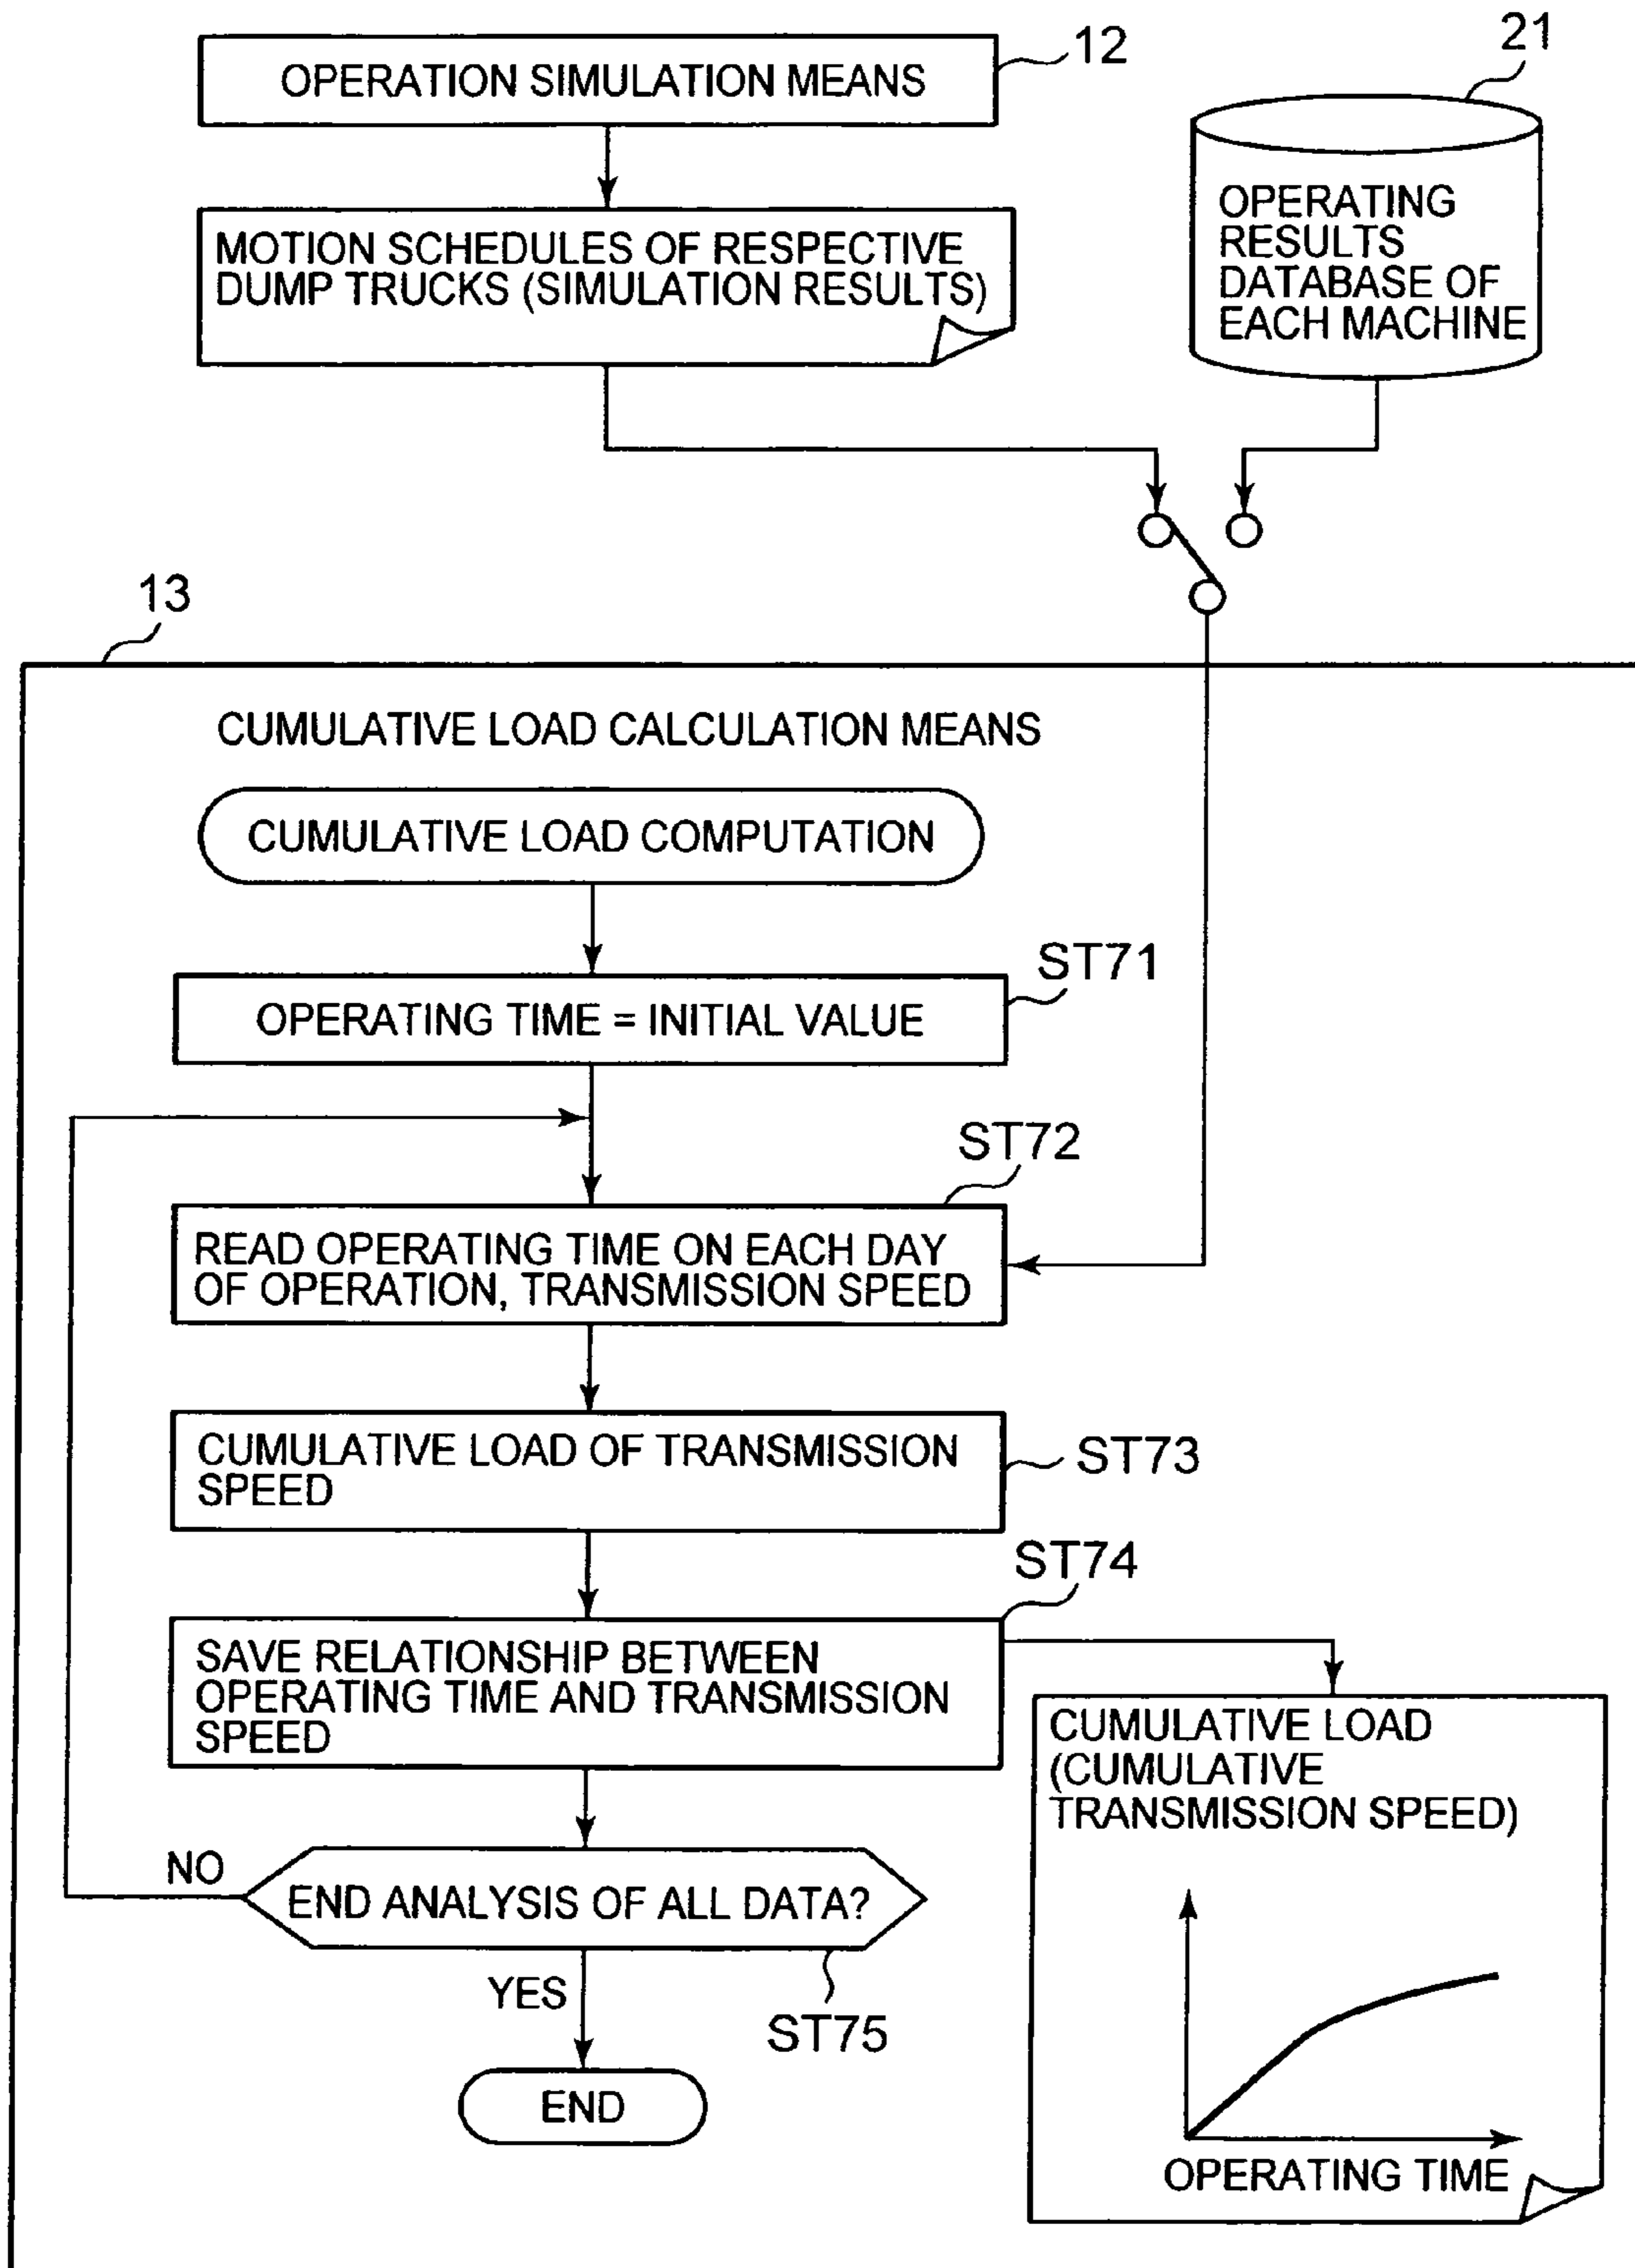 12
OPERATION SIMULATION MEANS
21
MOTION SCHEDULES OF RESPECTIVE
DUMP TRUCKS (SIMULATION RESULTS)
OPERATING
RESULTS
DATABASE OF
EACH MACHINE
13
CUMULATIVE LOAD CALCULATION MEANS
CUMULATIVE LOAD COMPUTATION
ST71
OPERATING TIME = INITIAL VALUE
ST72
READ OPERATING TIME ON EACH DAY
OF OPERATION, TRANSMISSION SPEED
CUMULATIVE LOAD OF TRANSMISSION
SPEED
ST73
ST74
SAVE RELATIONSHIP BETWEEN
OPERATING TIME AND TRANSMISSION
SPEED
CUMULATIVE LOAD
(CUMULATIVE
TRANSMISSION SPEED)
OPERATING TIME
NO
END ANALYSIS OF ALL DATA?
YES
ST75
END